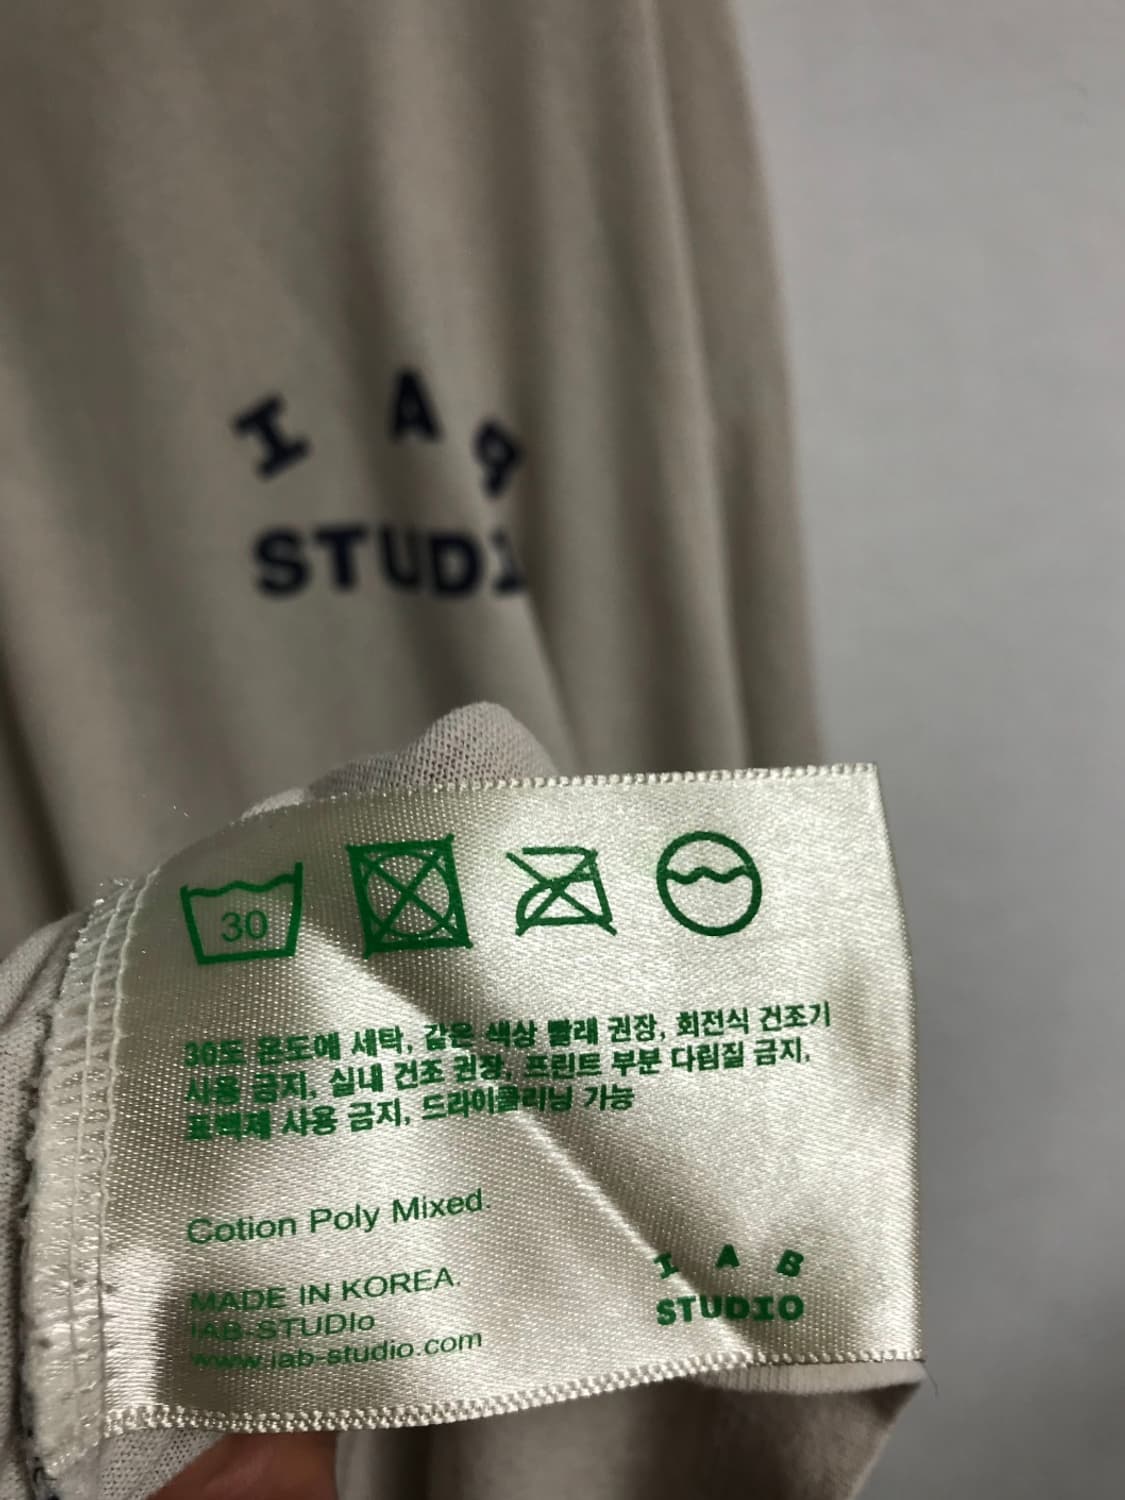 I A B
STUDI
30
30도 온도에 세탁, 같은 색상 빨래 권장, 회전식 건조기
사용 금지, 실내 건조 권장, 프린트 부분 다림질 금지,
표백제 사용 금지, 드라이클리닝 가능
Cotion Poly Mixed.
MADE IN KOREA.
IAB-STUDIo
www.iab-studio.com
I A B
STUDIO